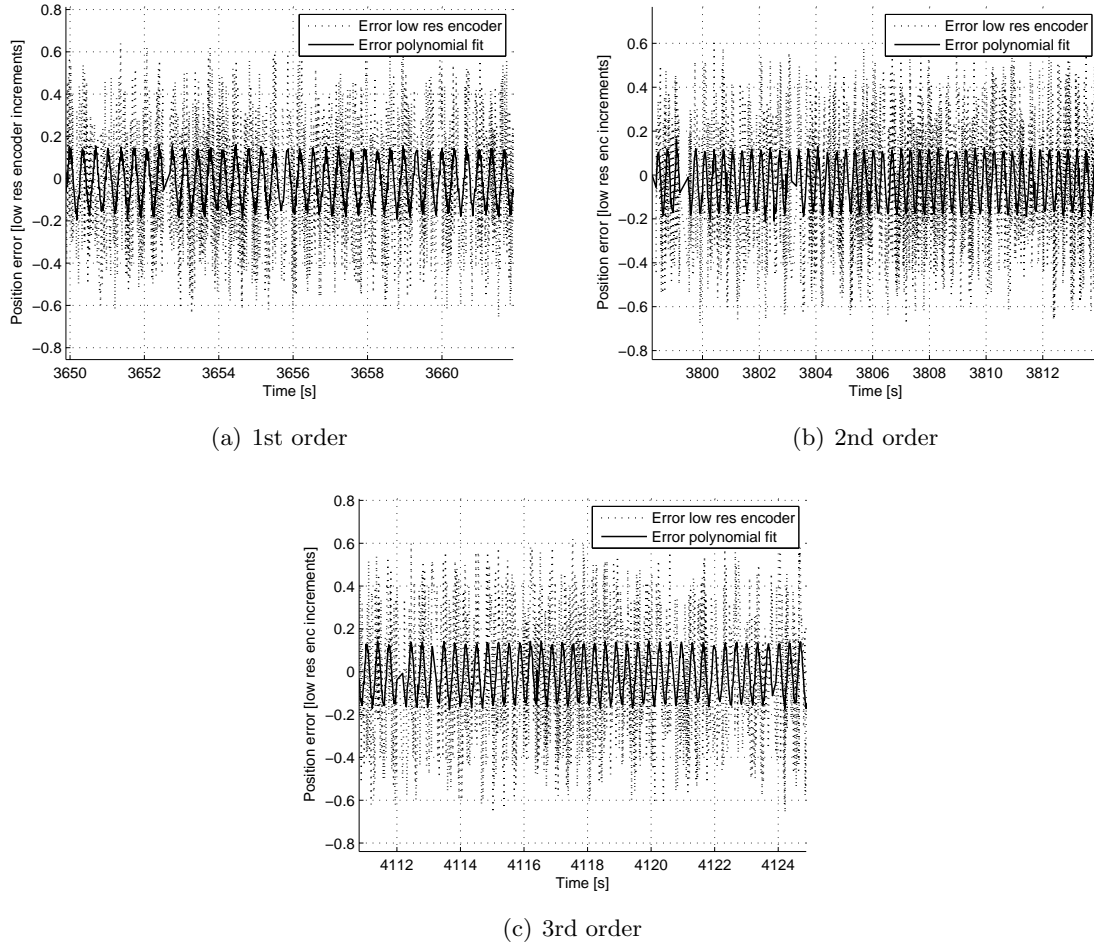 0.8
0.6
0.4
0.2
0
−0.2
−0.4
−0.6
−0.8
Position error [low res encoder increments]
Error low res encoder
Error polynomial fit
3650 3652 3654 3656 3658 3660
Time [s]
(a) 1st order
0.6
0.4
0.2
0
−0.2
−0.4
−0.6
−0.8
Position error [low res enc increments]
Error low res encoder
Error polynomial fit
3800 3802 3804 3806 3808 3810 3812
Time [s]
(b) 2nd order
0.8
0.6
0.4
0.2
0
−0.2
−0.4
−0.6
−0.8
Position error [low res enc increments]
Error low res encoder
Error polynomial fit
4112 4114 4116 4118 4120 4122 4124
Time [s]
(c) 3rd order